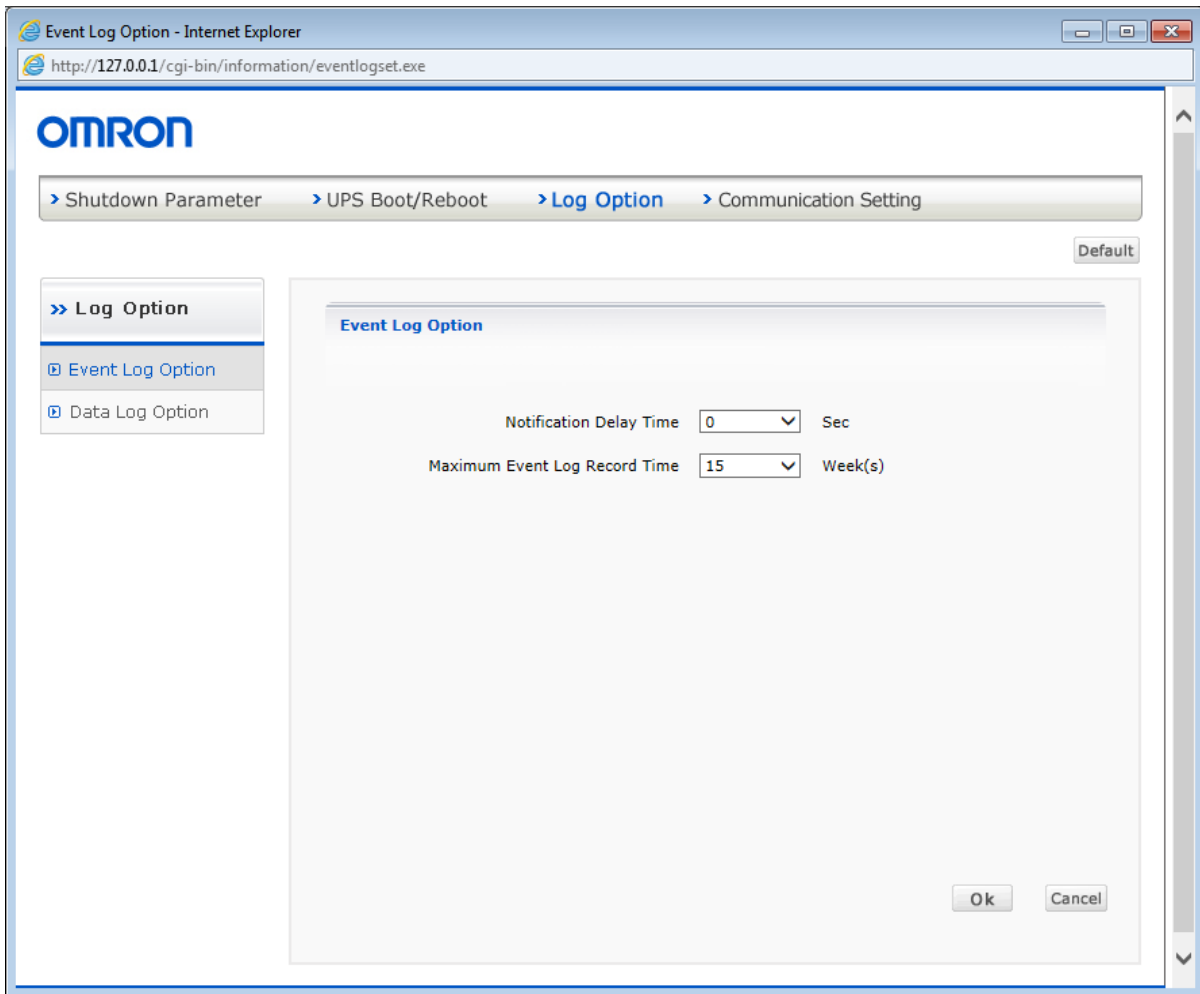 Event Log Option - Internet Explorer
http://127.0.0.1/cgi-bin/information/eventlogset.exe
OMRON
Shutdown Parameter UPS Boot/Reboot Log Option Communication Setting
Default
Log Option
Event Log Option
Data Log Option
Event Log Option
Notification Delay Time 0 Sec
Maximum Event Log Record Time 15 Week(s)
Ok Cancel